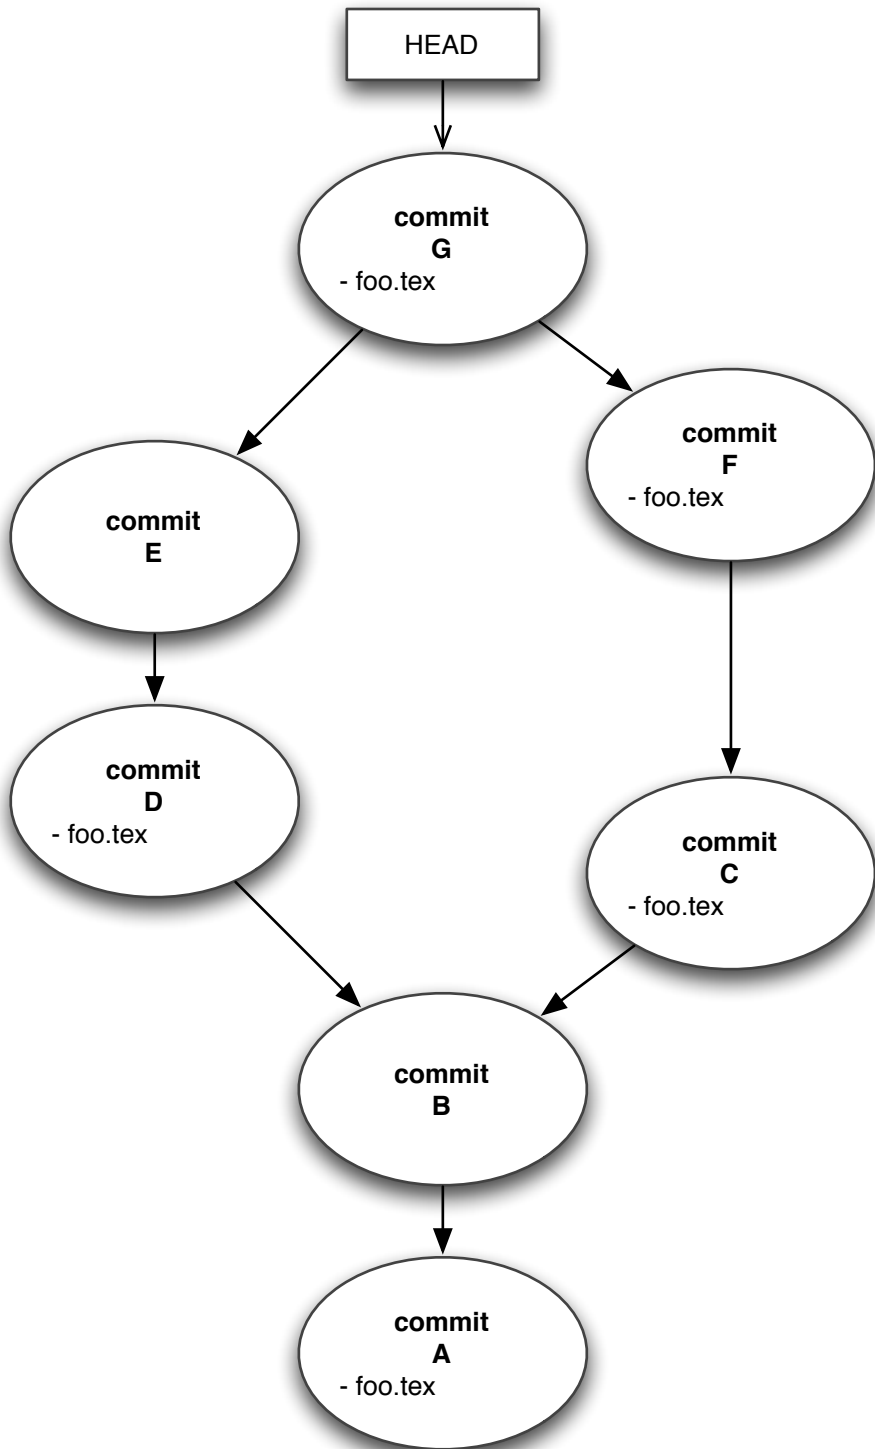 HEAD
commit
G
- foo.tex
commit
F
- foo.tex
commit
E
commit
D
- foo.tex
commit
C
- foo.tex
commit
B
commit
A
- foo.tex